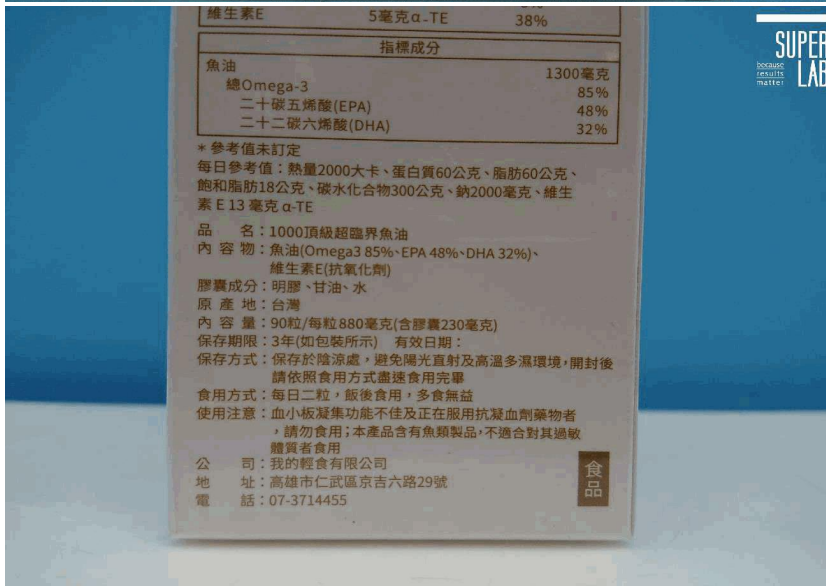 維生素E 5毫克α-TE 38%
指標成分
魚油 1300毫克
總Omega-3 85%
二十碳五烯酸(EPA) 48%
二十二碳六烯酸(DHA) 32%
*參考值未訂定
每日參考值：熱量2000大卡、蛋白質60公克、脂肪60公克、
飽和脂肪18公克、碳水化合物300公克、鈉2000毫克、維生
素 E 13 毫克 α-TE
品 名：1000頂級超臨界魚油
內 容 物：魚油(Omega3 85%、EPA 48%、DHA 32%)、
維生素E(抗氧化劑)
膠囊成分：明膠、甘油、水
原 產 地：台灣
內 容 量：90粒/每粒880毫克(含膠囊230毫克)
保存期限：3年(如包裝所示) 有效日期：
保存方式：保存於陰涼處，避免陽光直射及高溫多濕環境，開封後
請依照食用方式盡速食用完畢
食用方式：每日二粒，飯後食用，多食無益
使用注意：血小板凝集功能不佳及正在服用抗凝血劑藥物者
，請勿食用；本產品含有魚類製品，不適合對其過敏
體質者食用
公 司：我的輕食有限公司
地 址：高雄市仁武區京吉六路29號
電 話：07-3714455
食品
SUPER
LAB
because
results
matter